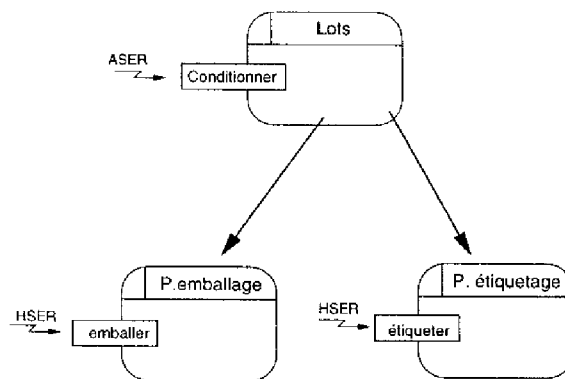 Lots
ASER
Conditionner
P.emballage
P. étiquetage
HSER
emballer
HSER
étiqueter